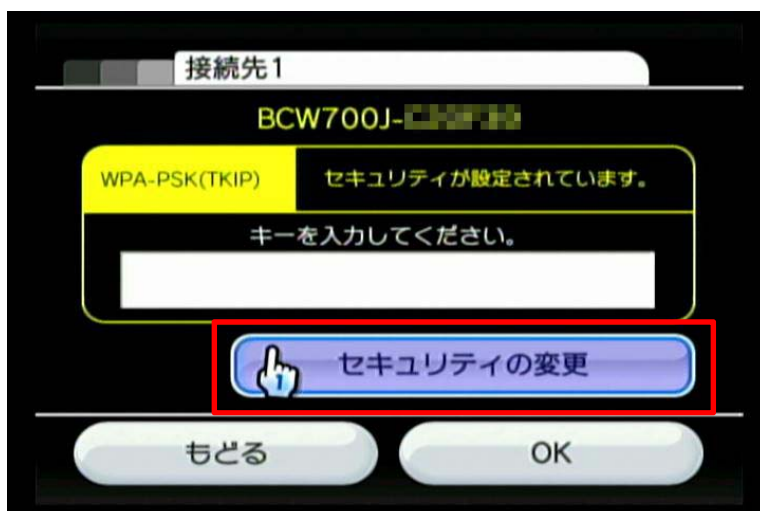 接続先1
BCW700J-
WPA-PSK(TKIP) セキュリティが設定されています。
キーを入力してください。
1 セキュリティの変更
もどる OK